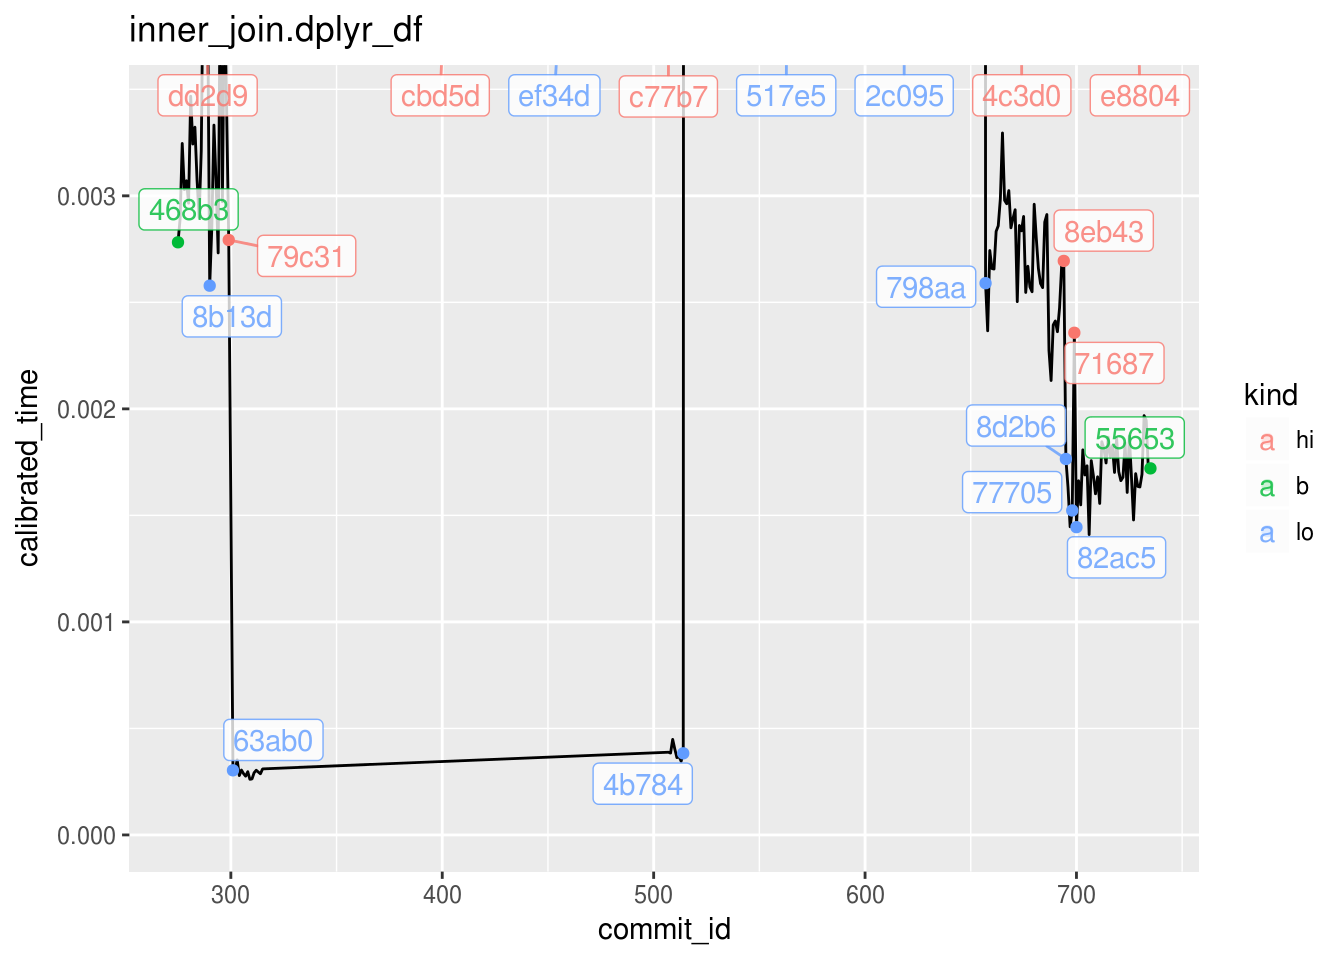 inner_join.dplyr_df
dd2d9 cbd5d ef34d c77b7 517e5 2c095 4c3d0 e8804
0.003
468b3
8eb43
79c31
798aa
8b13d
71687
0.002
8d2b6
55653
77705
82ac5
0.001
63ab0
4b784
0.000
300 400 500 600 700
commit_id
calibrated_time
kind
a hi
a b
a lo